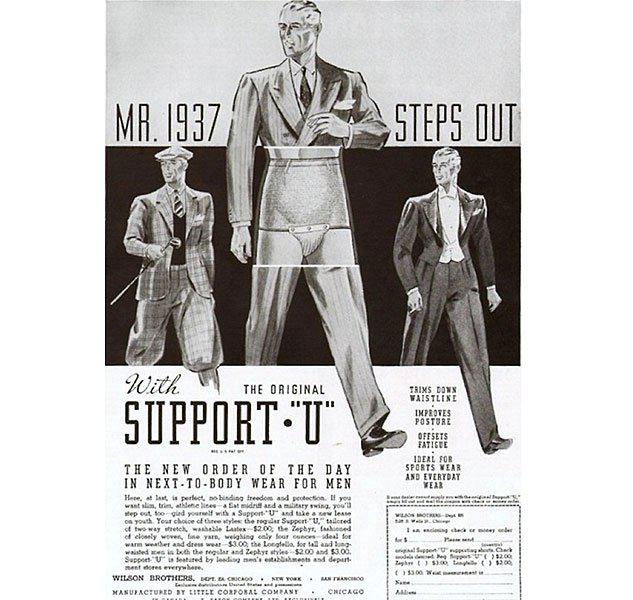 MR. 1937 STEPS OUT
With
THE ORIGINAL
SUPPORT·"U"
REG. U.S. PAT. OFF.
THE NEW ORDER OF THE DAY
IN NEXT-TO-BODY WEAR FOR MEN
Here, at last, is perfect, no-binding freedom and protection. If you
want slim, trim, athletic lines—a flat midriff and a military swing, you'll
step out, too—gird yourself with a Support-"U" and take a new lease
on youth. Your choice of three styles: the regular Support-"U," tailored
of two-way stretch, washable Lastex—$2.00; the Zephyr, fashioned
of closely woven, fine yarn, weighing only four ounces—ideal for
warm weather and dress wear—$3.00; the Longfello, for tall and long-
waisted men in both the regular and Zephyr styles—$2.00 and $3.00.
Support-"U" is featured by leading men's establishments and depart-
ment stores everywhere.
WILSON BROTHERS, DEPT. E8, CHICAGO · NEW YORK · SAN FRANCISCO
Exclusive distributors United States and possessions
MANUFACTURED BY LITTLE CORPORAL COMPANY · CHICAGO
TRIMS DOWN
WAISTLINE
·
IMPROVES
POSTURE
·
OFFSETS
FATIGUE
·
IDEAL FOR
SPORTS WEAR
AND EVERYDAY
WEAR
If your dealer cannot supply you with the original Support-"U,"
simply fill out and mail the coupon with check or money order.
WILSON BROTHERS—Dept. E8
528 S. Wells St., Chicago
I am enclosing check or money order
for $ Please send
(quantity)
original Support-"U" supporting shorts. Check
models desired. Reg. Support-"U" ( ) $2.00;
Zephyr ( ) $3.00; Longfello ( ) $2.00;
( ) $3.00. Waist measurement is
Name
Address